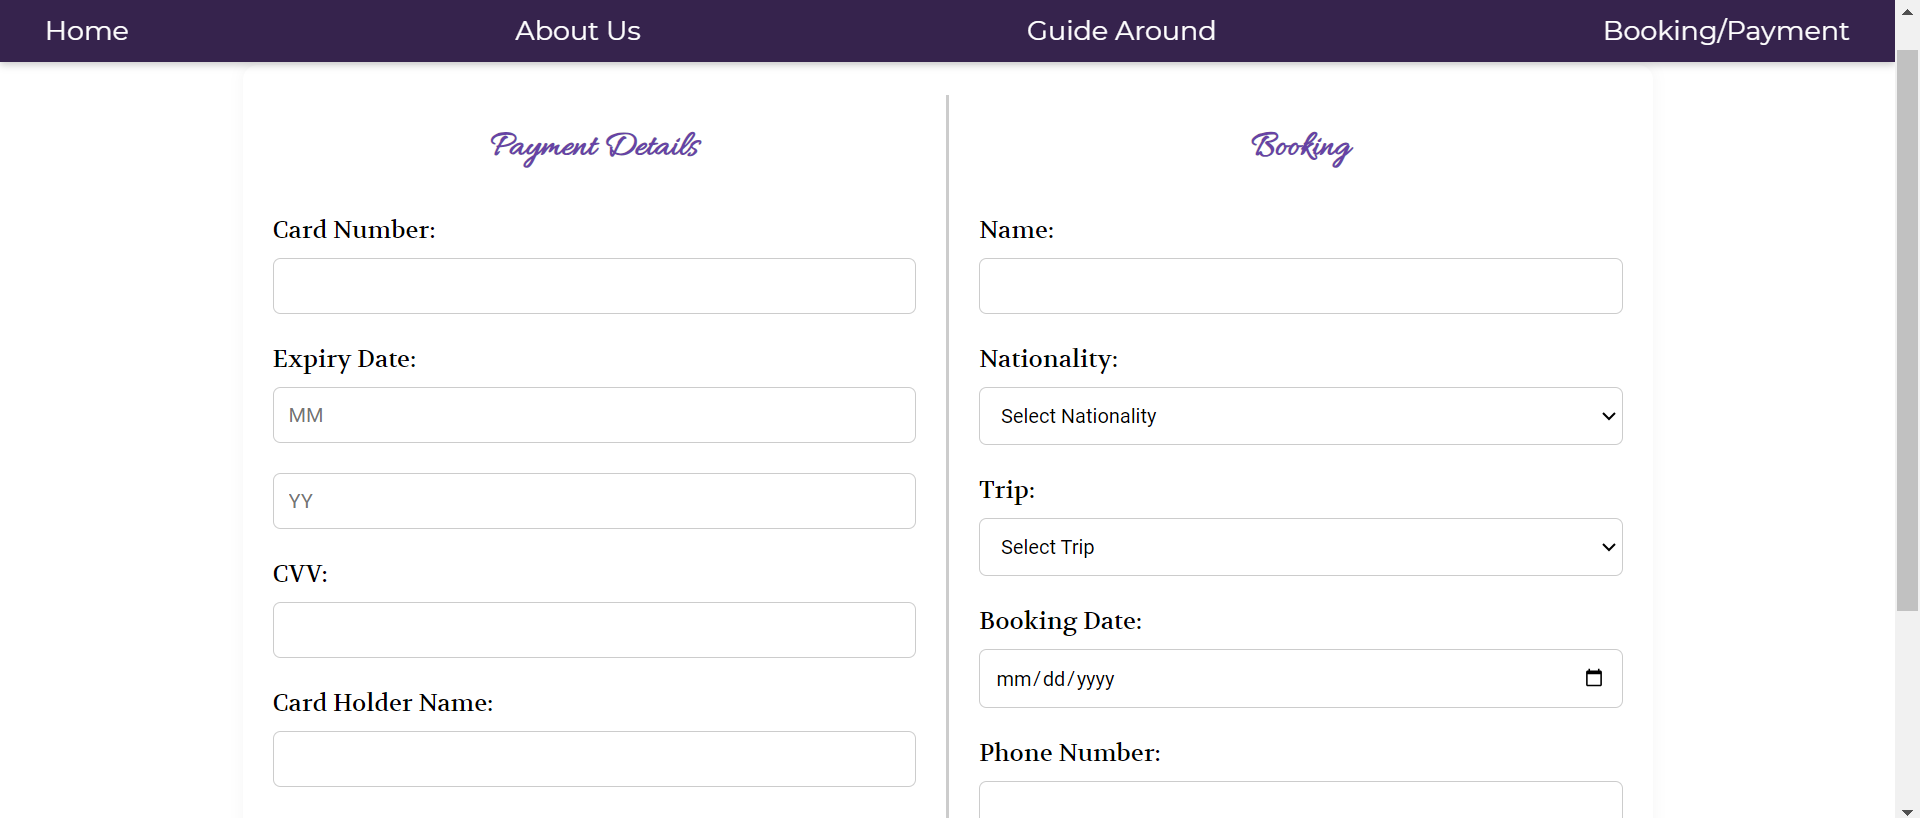 Home About Us Guide Around Booking/Payment
Payment Details
Card Number:
Expiry Date:
MM
YY
CVV:
Card Holder Name:
Booking
Name:
Nationality:
Select Nationality
Trip:
Select Trip
Booking Date:
mm/dd/yyyy
Phone Number: